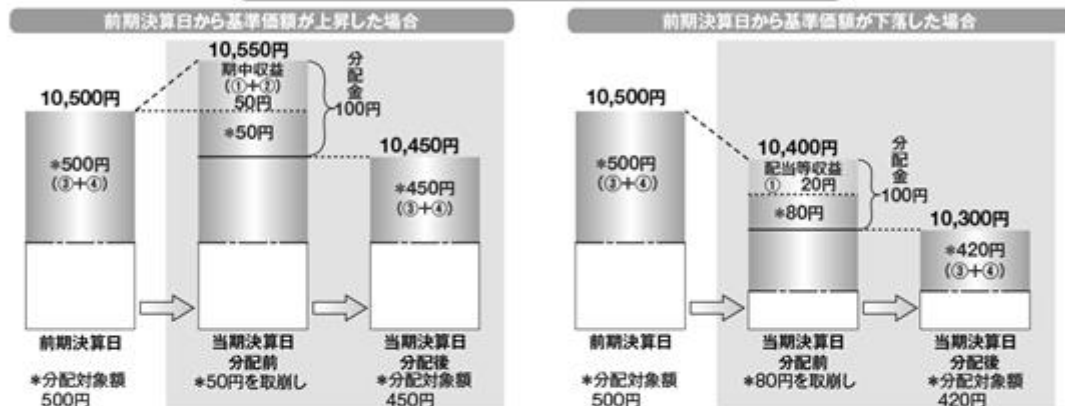 前期決算日から基準価額が上昇した場合
10,500円
*500円
(③+④)
前期決算日
*分配対象額
500円
10,550円
期中収益
(①+②)
50円
*50円
分配金
100円
当期決算日
分配前
*50円を取崩し
10,450円
*450円
(③+④)
当期決算日
分配後
*分配対象額
450円
前期決算日から基準価額が下落した場合
10,500円
*500円
(③+④)
前期決算日
*分配対象額
500円
10,400円
配当等収益
① 20円
*80円
分配金
100円
当期決算日
分配前
*80円を取崩し
10,300円
*420円
(③+④)
当期決算日
分配後
*分配対象額
420円